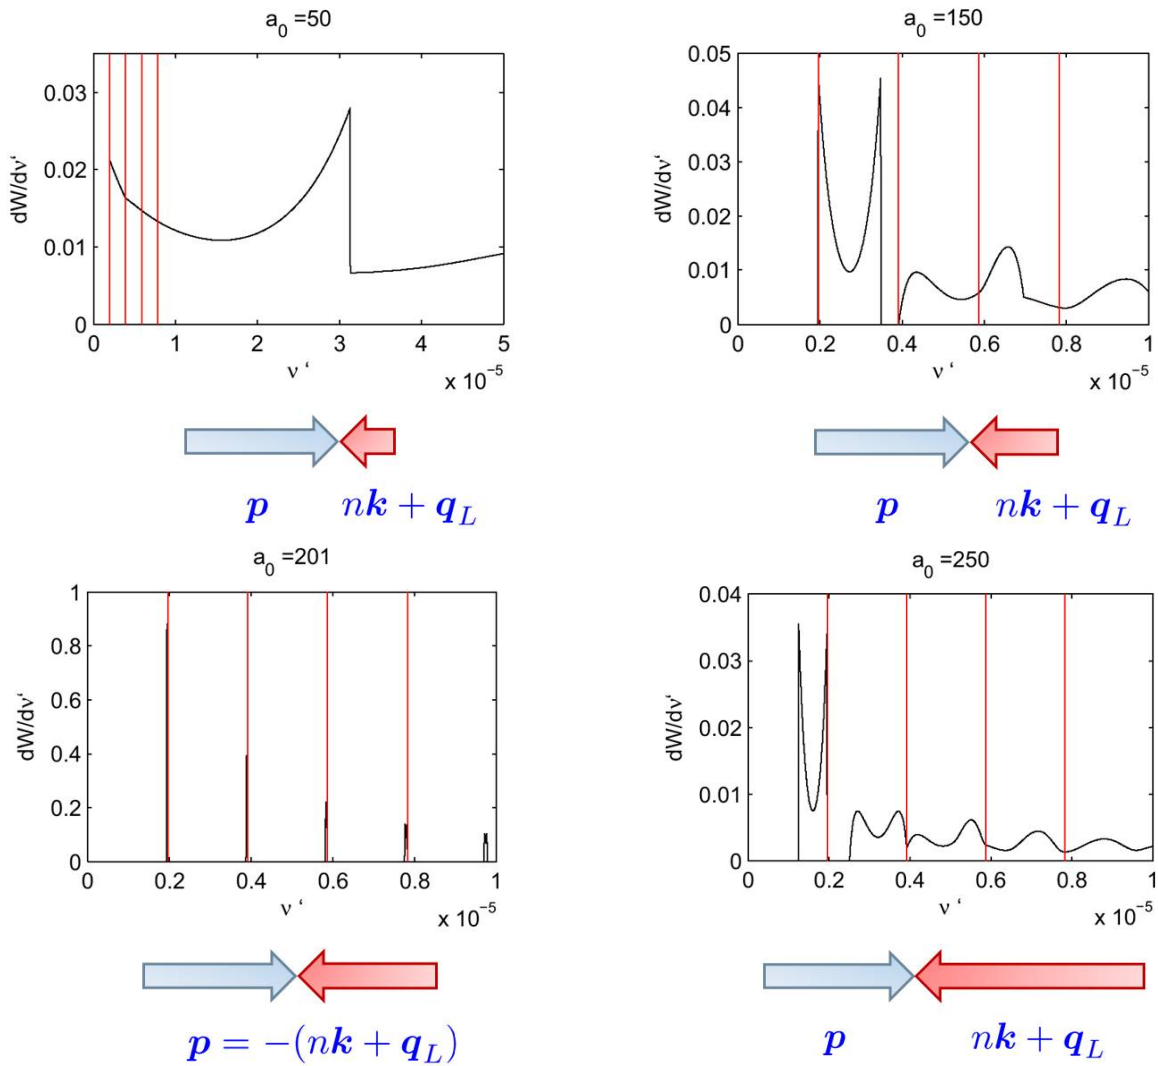 a₀ =50
dW/dν‘
0.03
0.02
0.01
0
0 1 2 3 4 5
ν ‘
x 10⁻⁵
p nk + q_L
a₀ =150
dW/dν‘
0.05
0.04
0.03
0.02
0.01
0
0 0.2 0.4 0.6 0.8 1
ν ‘
x 10⁻⁵
p nk + q_L
a₀ =201
dW/dν‘
1
0.8
0.6
0.4
0.2
0
0 0.2 0.4 0.6 0.8 1
ν ‘
x 10⁻⁵
p = −(nk + q_L)
a₀ =250
dW/dν‘
0.04
0.03
0.02
0.01
0
0 0.2 0.4 0.6 0.8 1
ν ‘
x 10⁻⁵
p nk + q_L